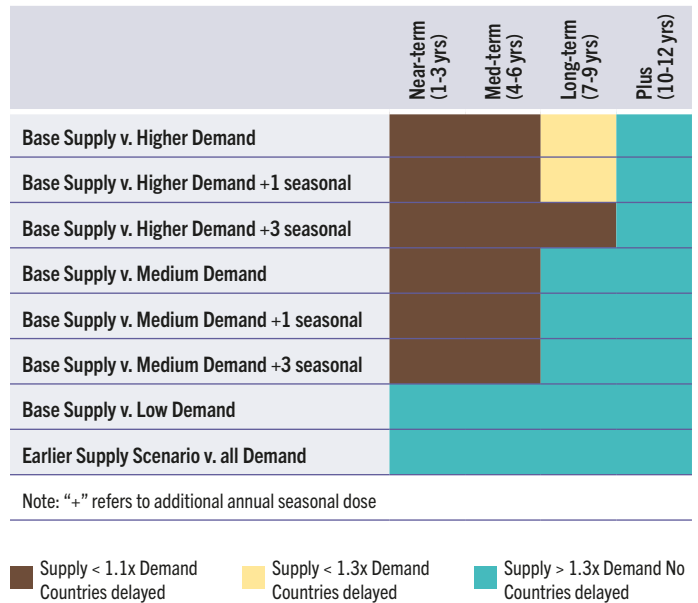 Near-term
(1-3 yrs)
Med-term
(4-6 yrs)
Long-term
(7-9 yrs)
Plus
(10-12 yrs)
Base Supply v. Higher Demand
Base Supply v. Higher Demand +1 seasonal
Base Supply v. Higher Demand +3 seasonal
Base Supply v. Medium Demand
Base Supply v. Medium Demand +1 seasonal
Base Supply v. Medium Demand +3 seasonal
Base Supply v. Low Demand
Earlier Supply Scenario v. all Demand
Note: “+” refers to additional annual seasonal dose
Supply < 1.1x Demand
Countries delayed
Supply < 1.3x Demand
Countries delayed
Supply > 1.3x Demand No
Countries delayed